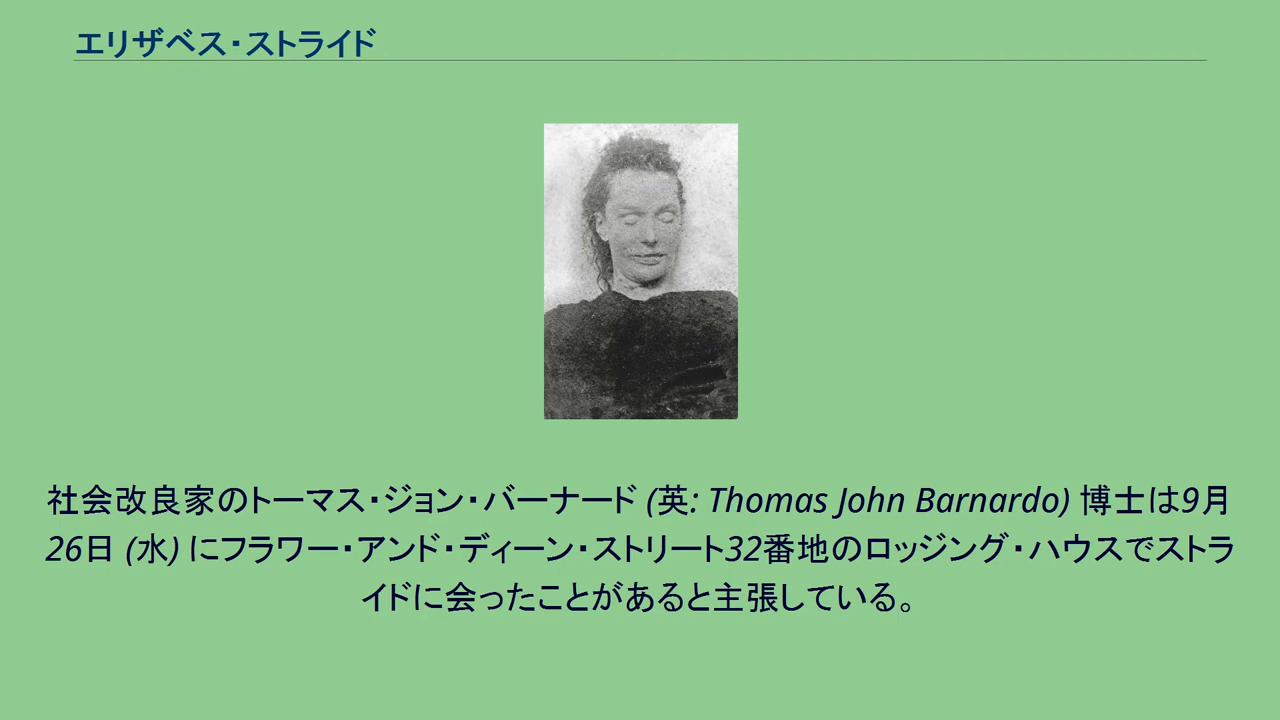 エリザベス・ストライド
社会改良家のトーマス・ジョン・バーナード (英: Thomas John Barnardo) 博士は9月
26日 (水) にフラワー・アンド・ディーン・ストリート32番地のロッジング・ハウスでストラ
イドに会ったことがあると主張している。